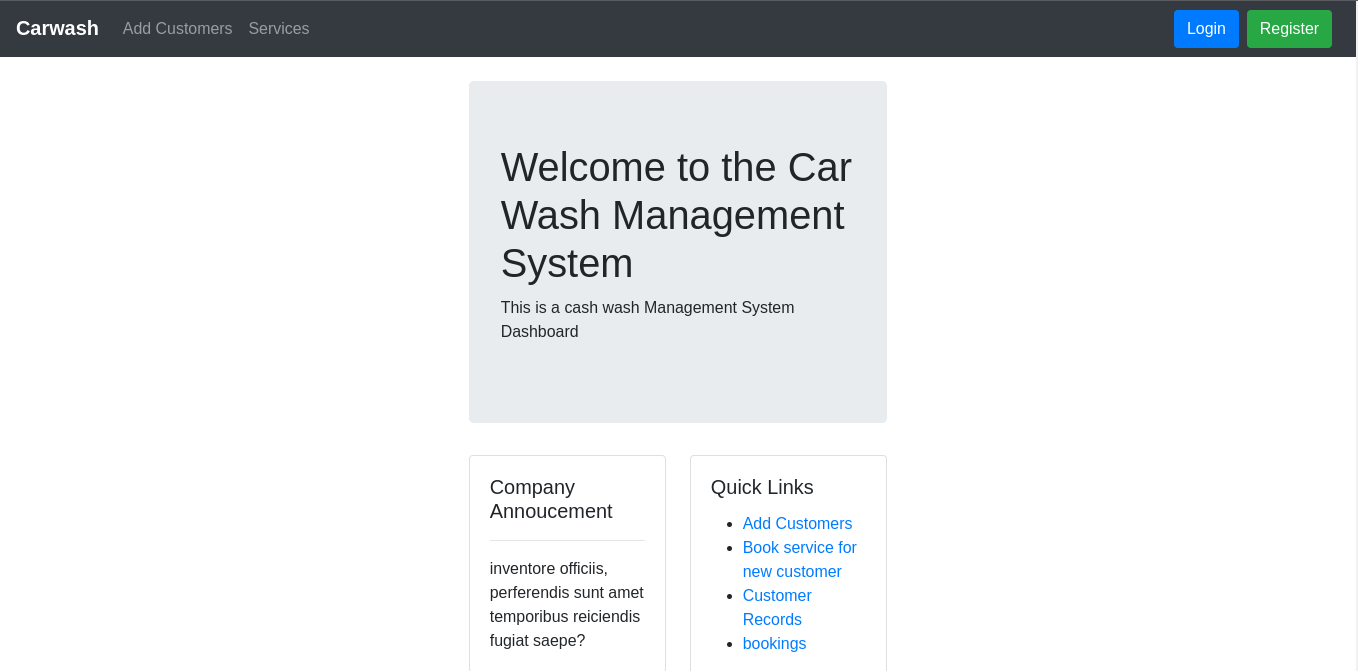 Carwash Add Customers Services Login Register
Welcome to the Car
Wash Management
System
This is a cash wash Management System
Dashboard
Company
Annoucement
inventore officiis,
perferendis sunt amet
temporibus reiciendis
fugiat saepe?
Quick Links
Add Customers
Book service for
new customer
Customer
Records
bookings